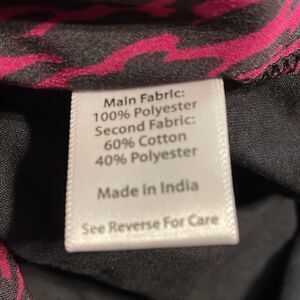 Main Fabric:
100% Polyester
Second Fabric:
60% Cotton
40% Polyester
Made in India
See Reverse For Care